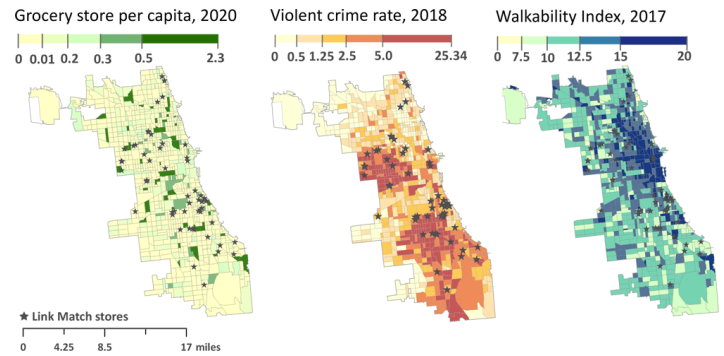 Grocery store per capita, 2020
0 0.01 0.2 0.3 0.5 2.3
Violent crime rate, 2018
0 0.5 1.25 2.5 5.0 25.34
Walkability Index, 2017
0 7.5 10 12.5 15 20
★ Link Match stores
0 4.25 8.5 17 miles